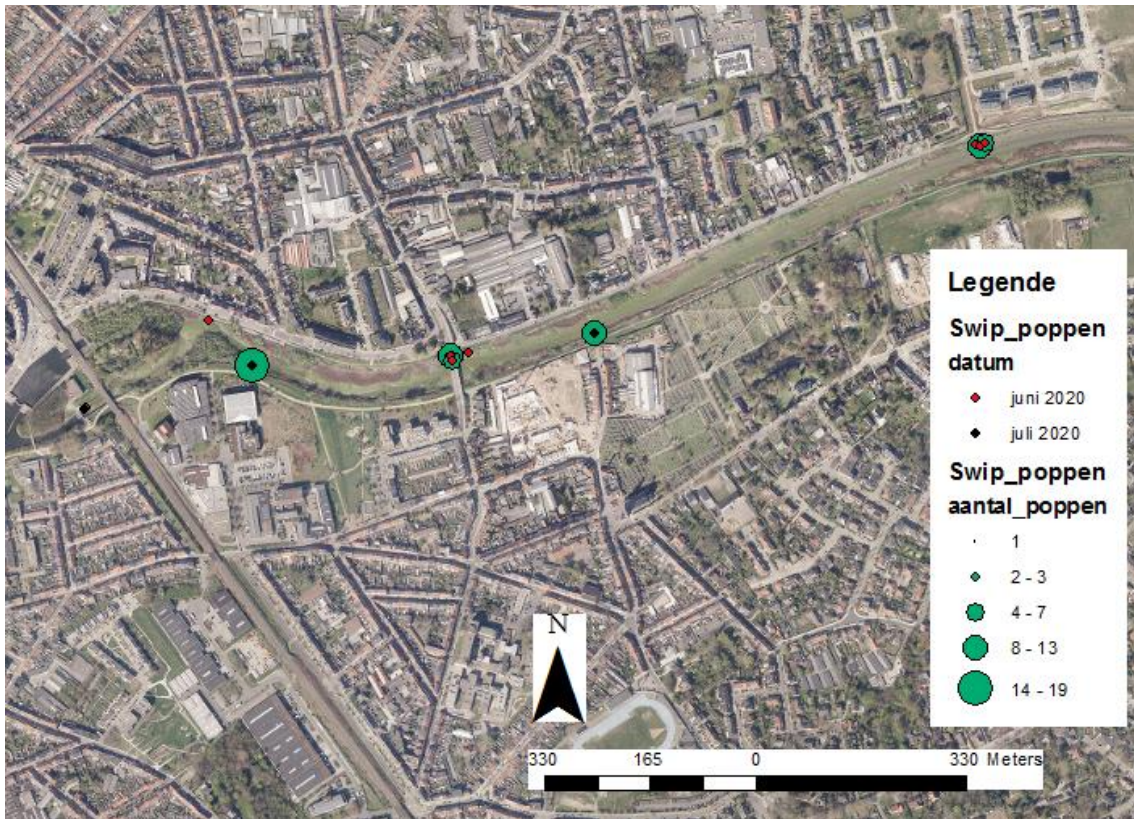 Legende
Swip_poppen
datum
juni 2020
juli 2020
Swip_poppen
aantal_poppen
1
2 - 3
4 - 7
8 - 13
14 - 19
N
330 165 0 330 Meters